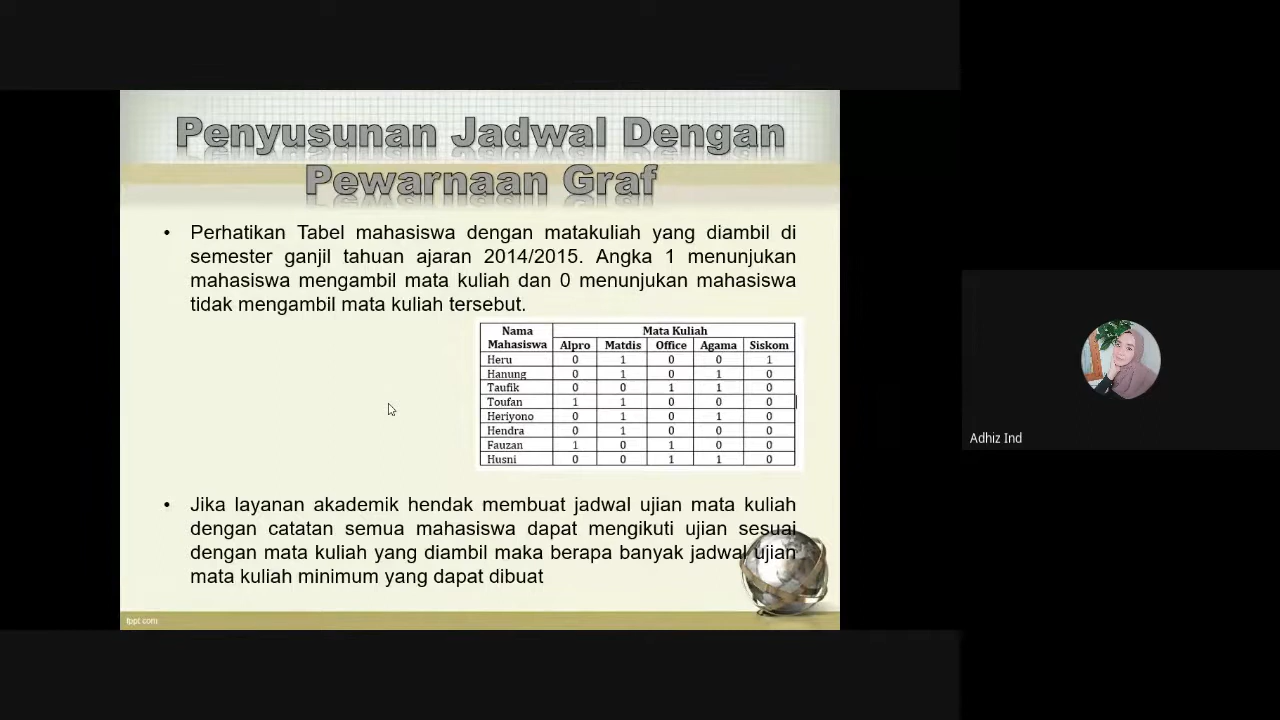 Penyusunan Jadwal Dengan
Pewarnaan Graf
• Perhatikan Tabel mahasiswa dengan matakuliah yang diambil di
semester ganjil tahuan ajaran 2014/2015. Angka 1 menunjukan
mahasiswa mengambil mata kuliah dan 0 menunjukan mahasiswa
tidak mengambil mata kuliah tersebut.
Nama Mata Kuliah
Mahasiswa Alpro Matdis Office Agama Siskom
Heru 0 1 0 0 1
Hanung 0 1 0 1 0
Taufik 0 0 1 1 0
Toufan 1 1 0 0 0
Heriyono 0 1 0 1 0
Hendra 0 1 0 0 0
Fauzan 1 0 1 0 0
Husni 0 0 1 1 0
• Jika layanan akademik hendak membuat jadwal ujian mata kuliah
dengan catatan semua mahasiswa dapat mengikuti ujian sesuai
dengan mata kuliah yang diambil maka berapa banyak jadwal ujian
mata kuliah minimum yang dapat dibuat
fppt.com
Adhiz Ind